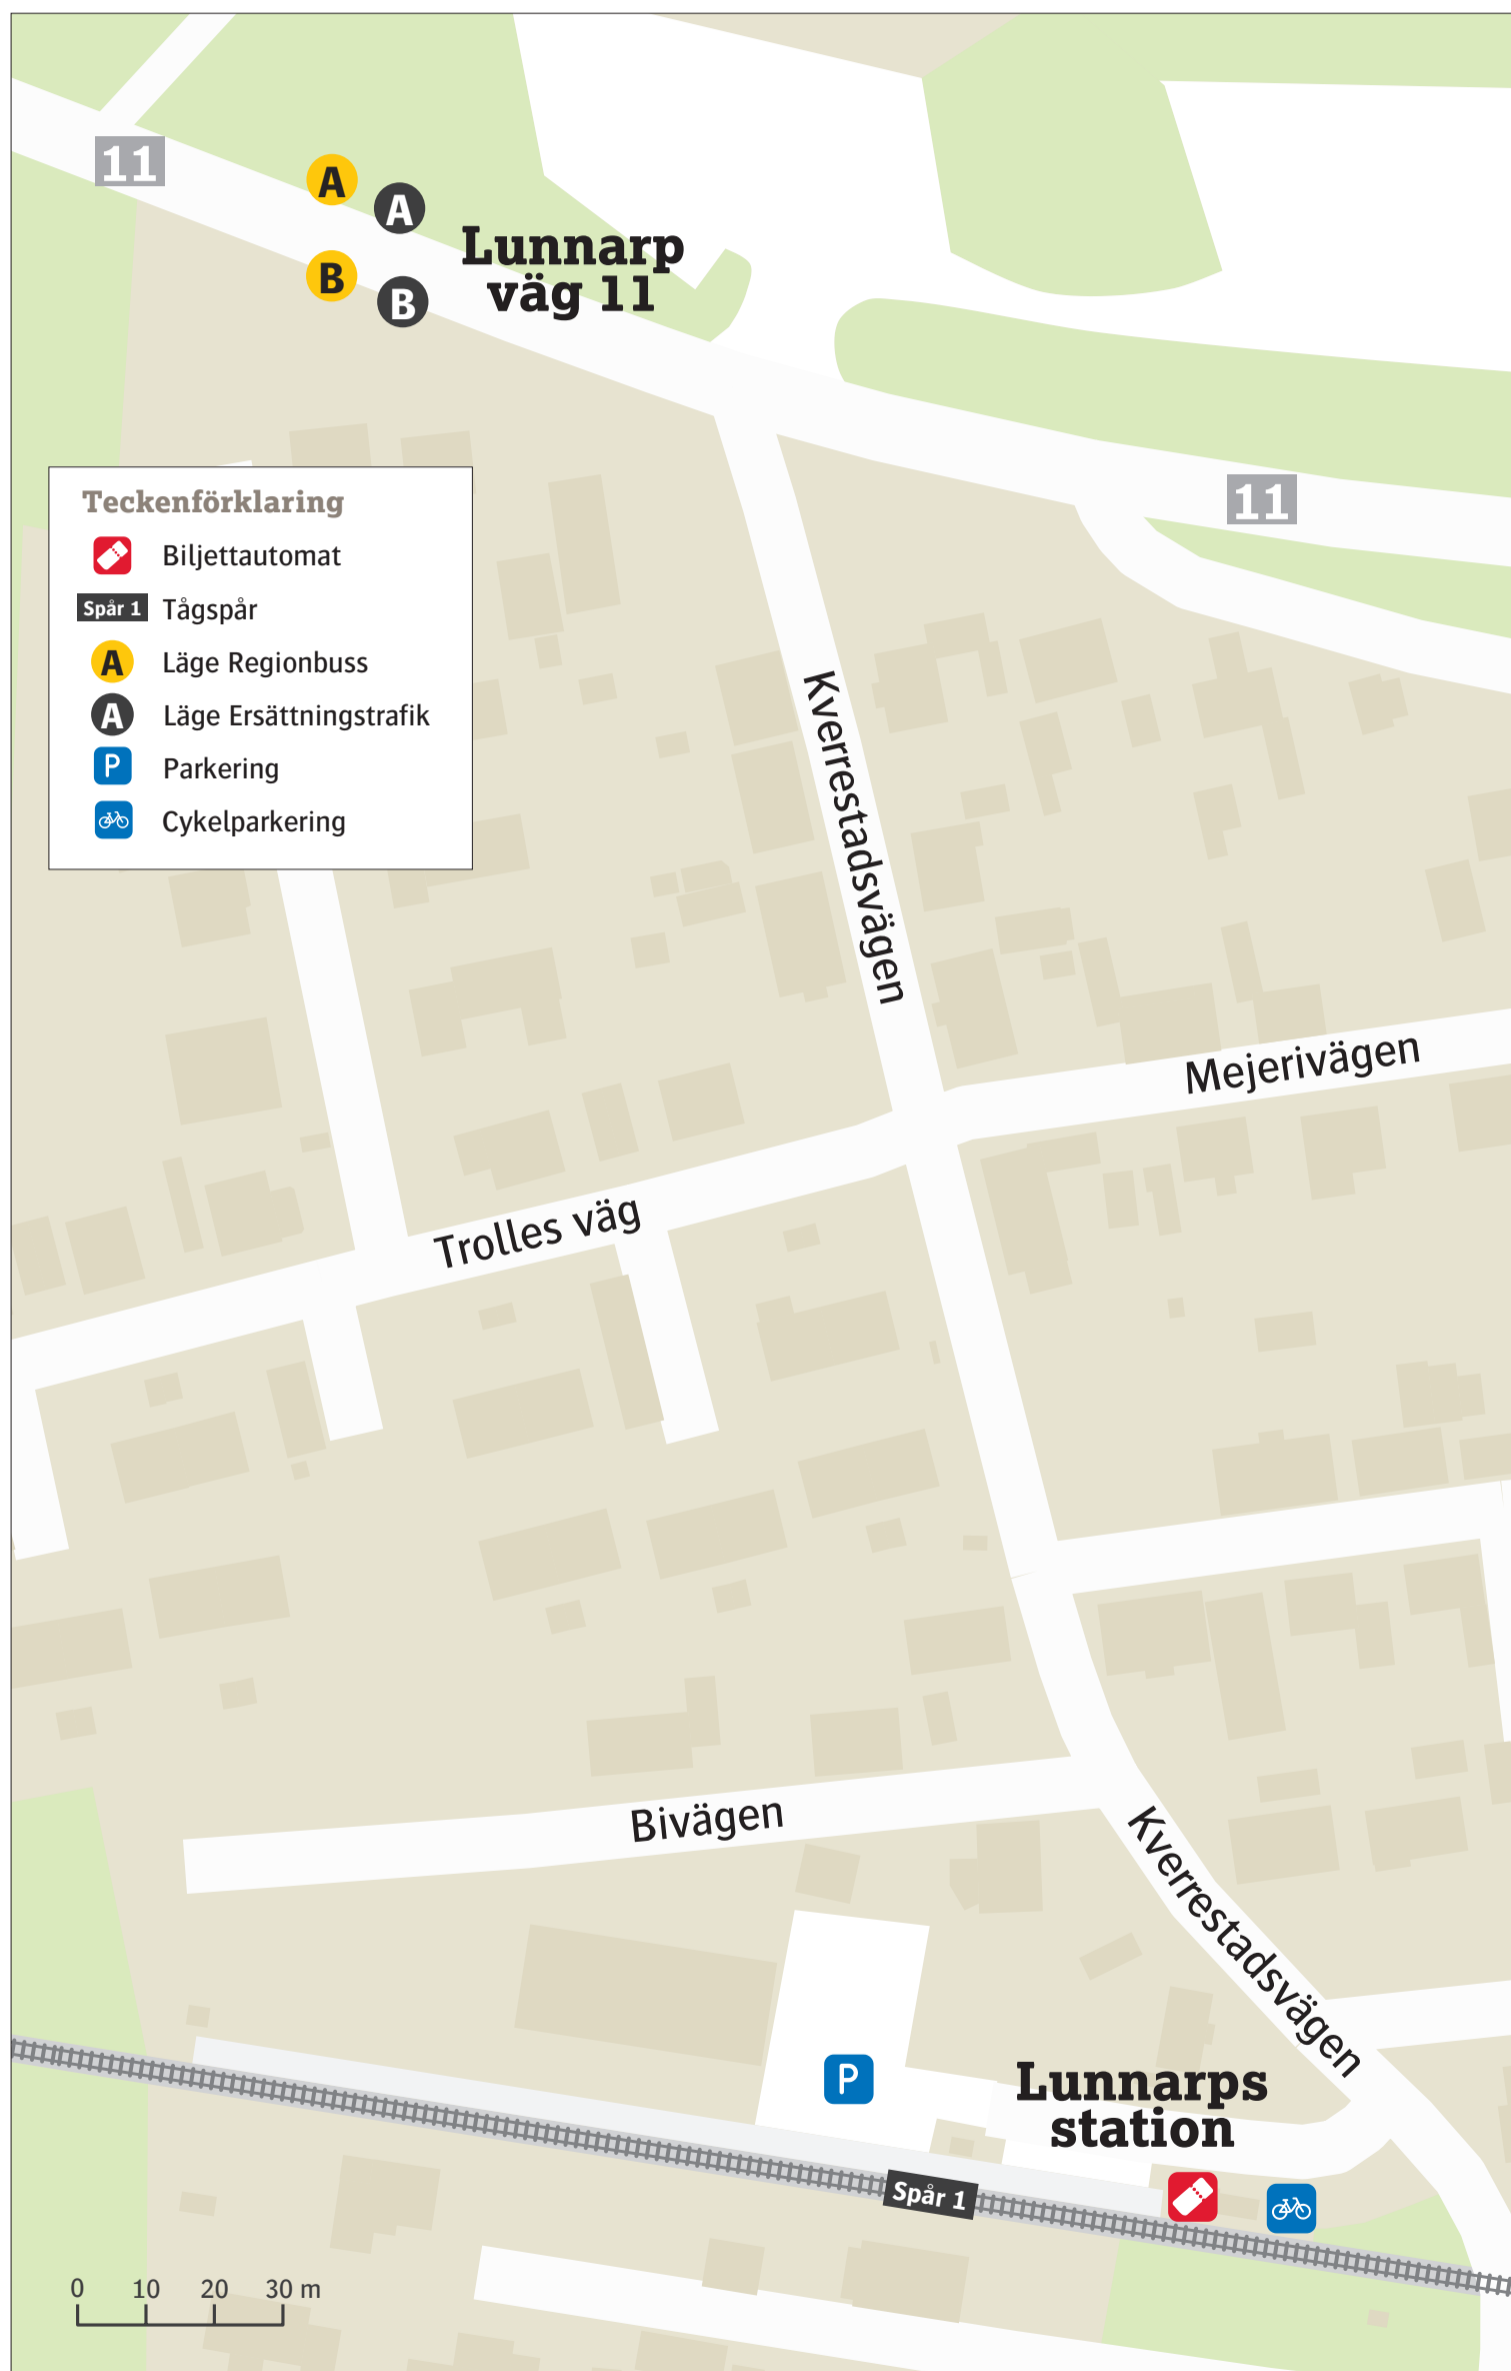 11
A
A
Lunnarp
väg 11
B
B
11
Teckenförklaring
Biljettautomat
Spår 1 Tågspår
A Läge Regionbuss
A Läge Ersättningstrafik
P Parkering
Cykelparkering
Kverrestadsvägen
Mejerivägen
Trolles väg
Bivägen
Kverrestadsvägen
P
Lunnarps
station
Spår 1
0 10 20 30 m